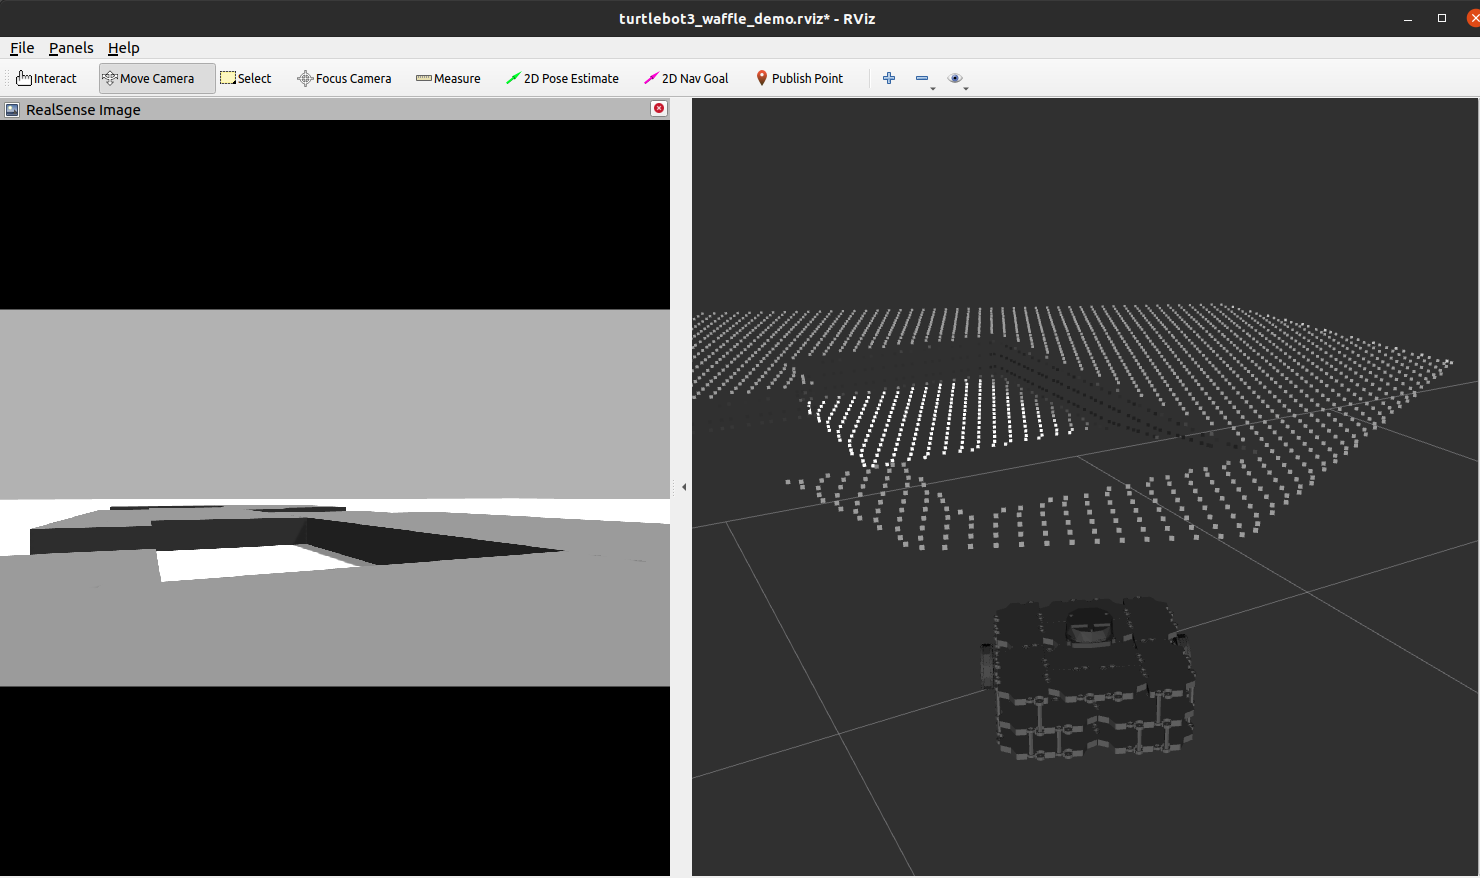 turtlebot3_waffle_demo.rviz* - RViz
File Panels Help
Interact Move Camera Select Focus Camera Measure 2D Pose Estimate 2D Nav Goal Publish Point
RealSense Image